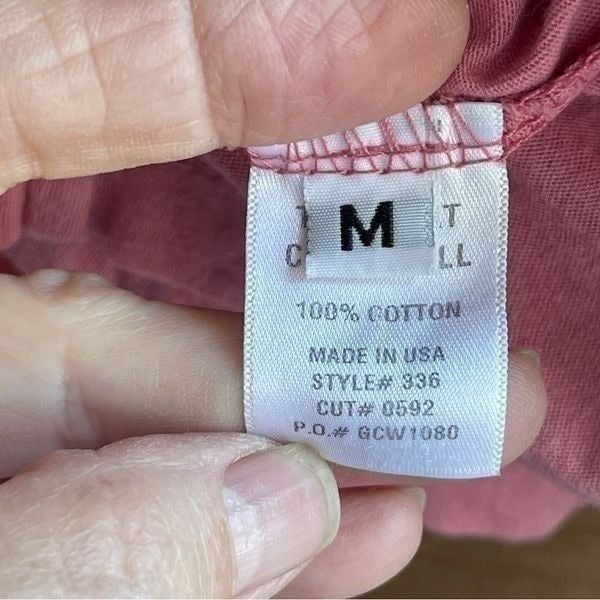 M
100% COTTON
MADE IN USA
STYLE# 336
CUT# 0592
P.O.# GCW1080